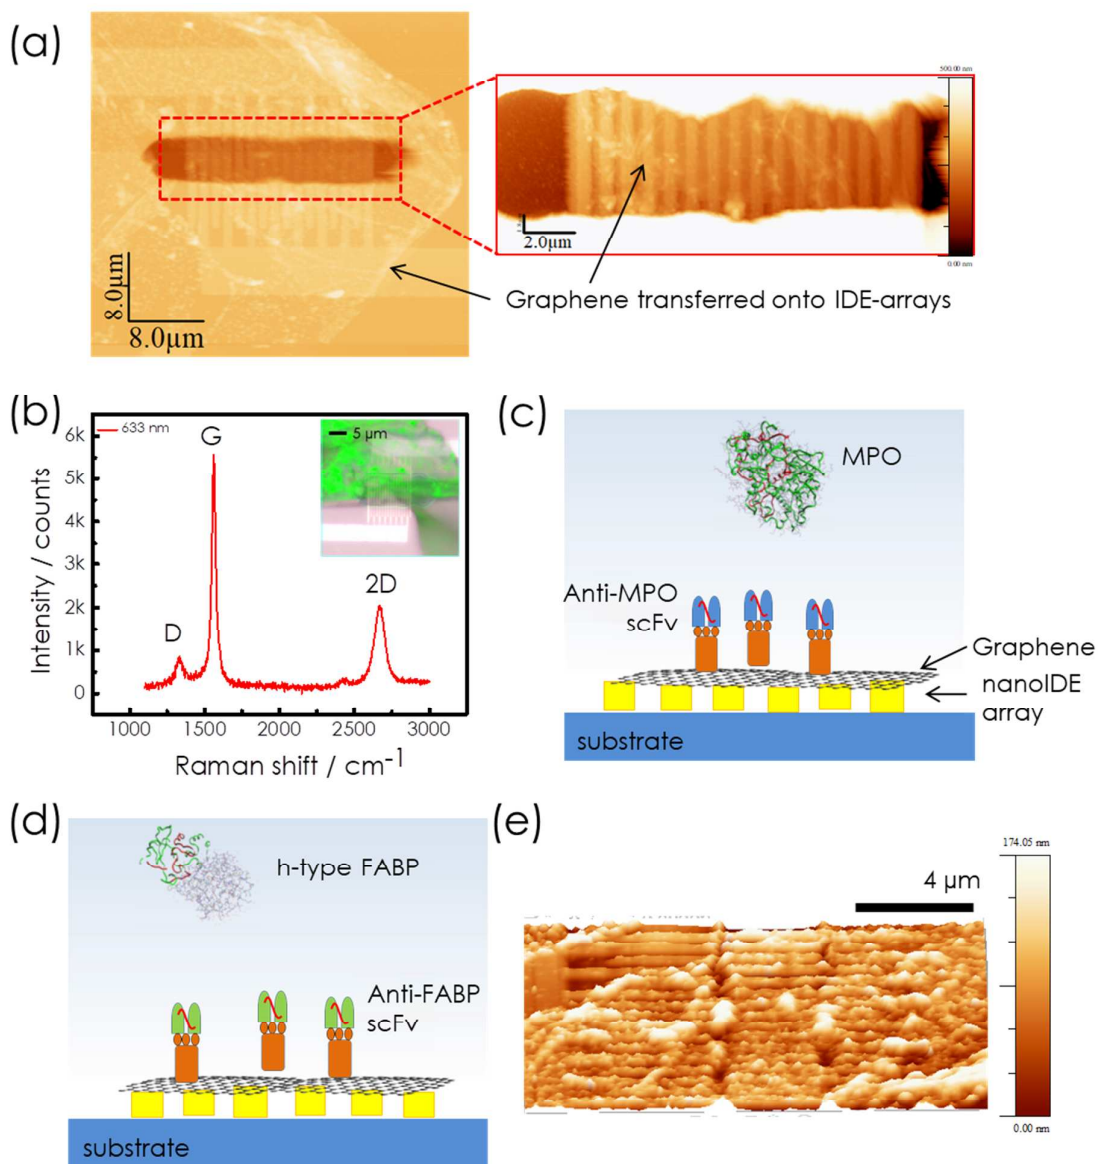 (a)
500.00 nm
0.00 nm
2.0µm
8.0µm
8.0µm
Graphene transferred onto IDE-arrays
(b)
633 nm
G
5 µm
D
2D
6k
5k
4k
3k
2k
1k
0
Intensity / counts
1000 1500 2000 2500 3000
Raman shift / cm-1
(c)
MPO
Anti-MPO
scFv
Graphene
nanoIDE
array
substrate
(d)
h-type FABP
Anti-FABP
scFv
substrate
(e)
4 µm
174.05 nm
0.00 nm